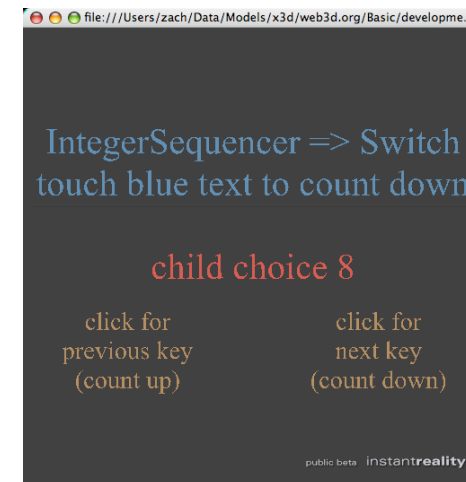 file:///Users/zach/Data/Models/x3d/web3d.org/Basic/developme.
IntegerSequencer => Switch
touch blue text to count down
child choice 8
click for
previous key
(count up)
click for
next key
(count down)
public beta instantreality